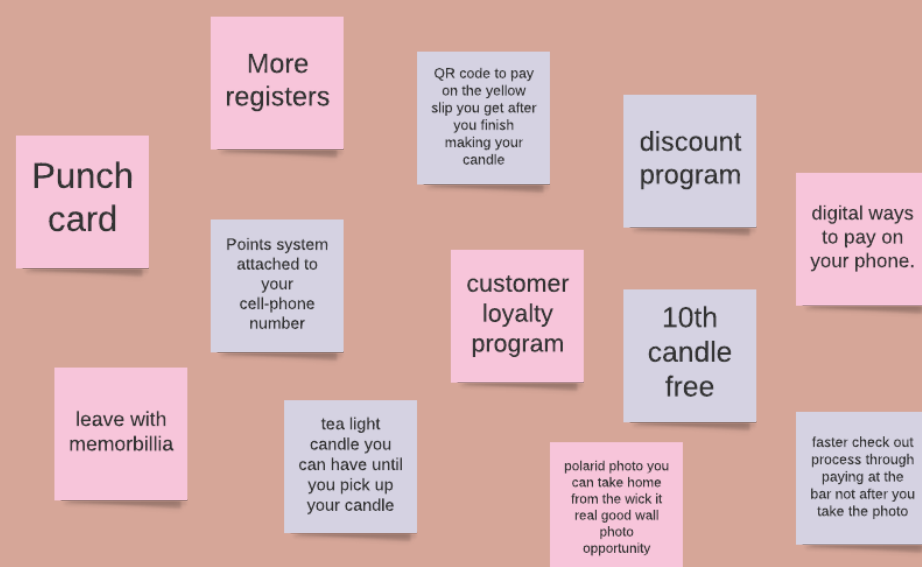 More
registers
QR code to pay
on the yellow
slip you get after
you finish
making your
candle
discount
program
Punch
card
digital ways
to pay on
your phone.
Points system
attached to
your
cell-phone
number
customer
loyalty
program
10th
candle
free
leave with
memorbillia
tea light
candle you
can have until
you pick up
your candle
polarid photo you
can take home
from the wick it
real good wall
photo
opportunity
faster check out
process through
paying at the
bar not after you
take the photo